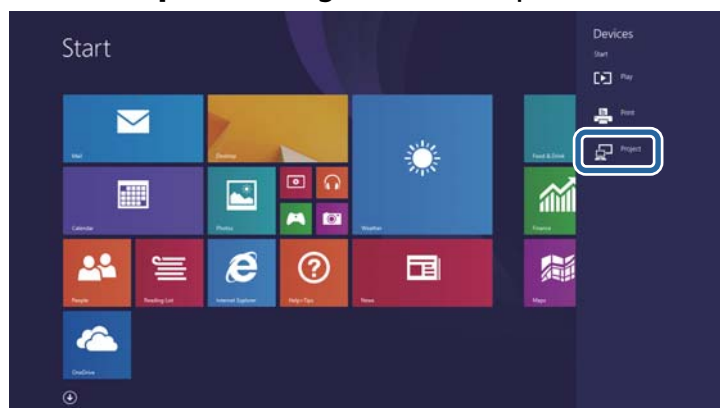 Start
Mail
Desktop
Calendar
Photos
Weather
Food & Drink
Finance
People
Reading List
Internet Explorer
Help+Tips
News
Maps
OneDrive
Devices
Start
Play
Print
Project